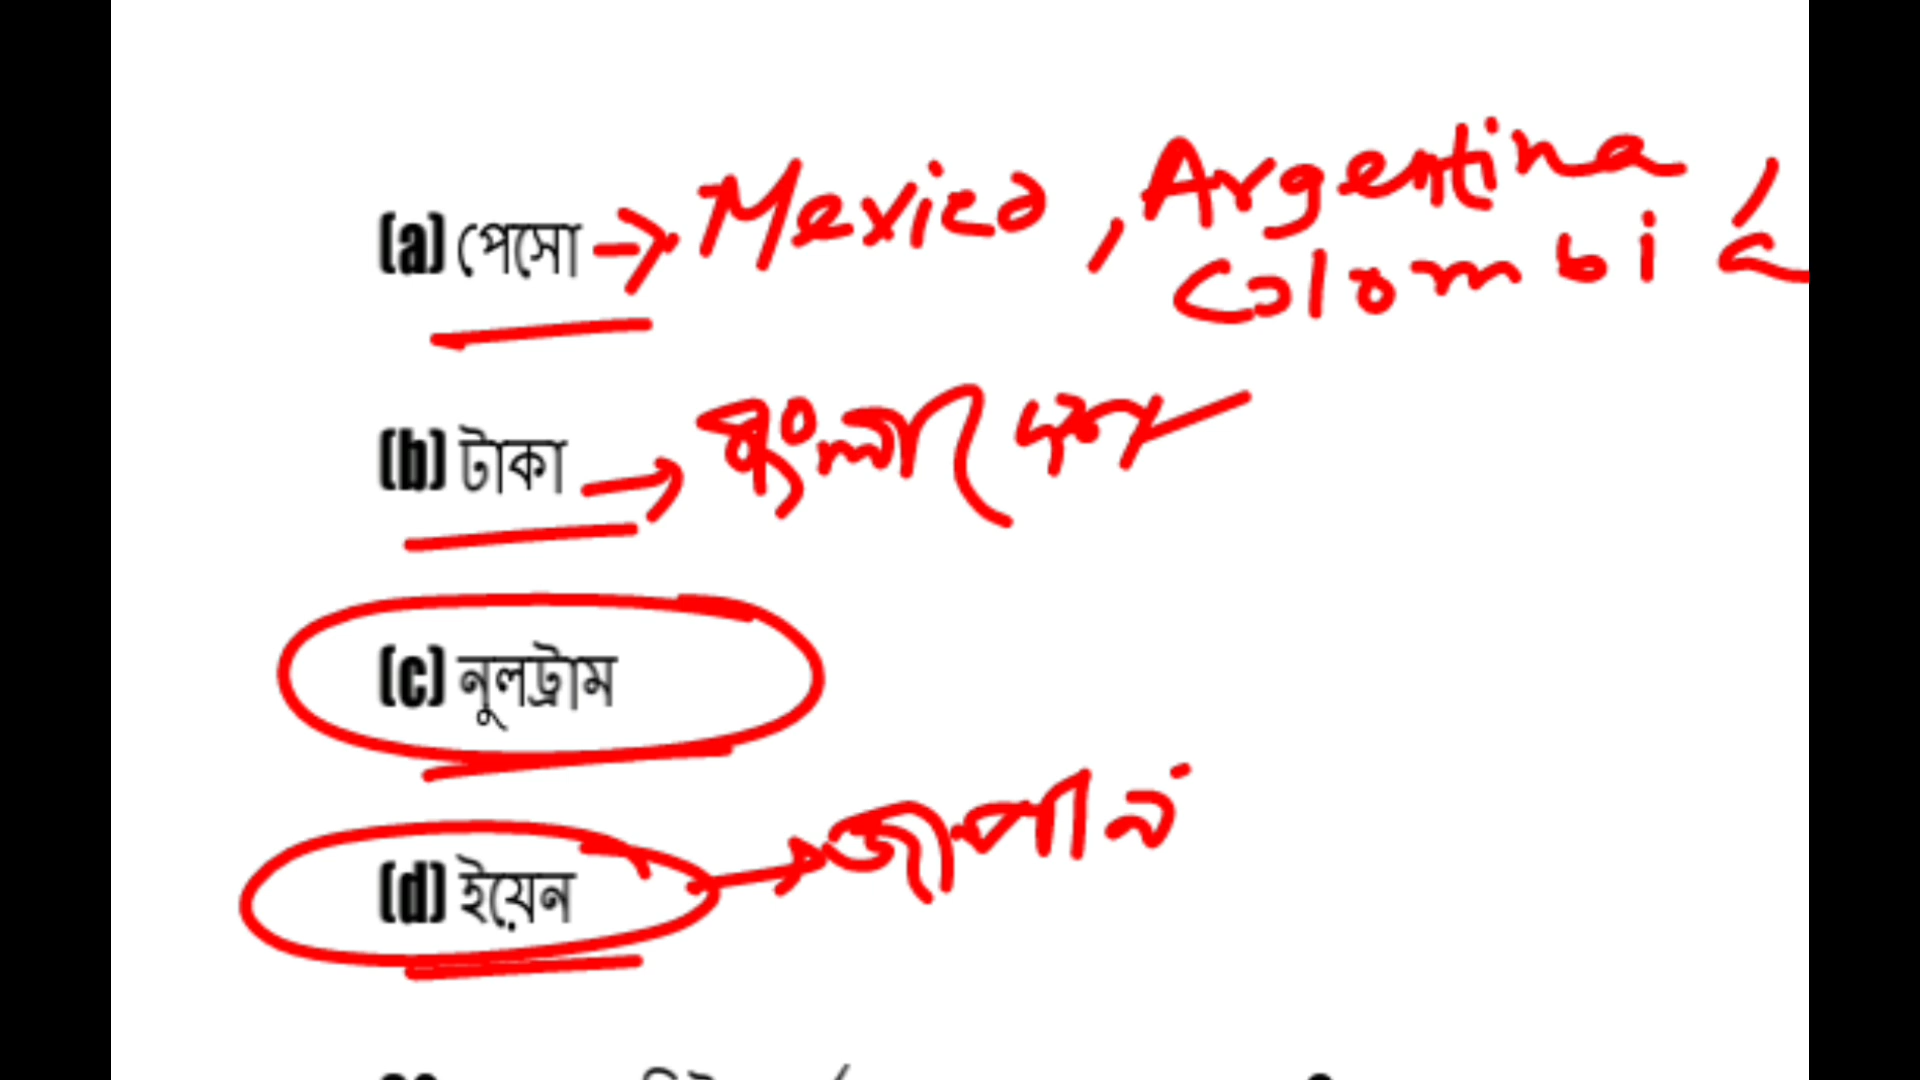 (a) পেসো → Mexico, Argentina,
Colombia
(b) টাকা → বাংলাদেশ
(c) নুলট্রাম
(d) ইয়েন → জাপান